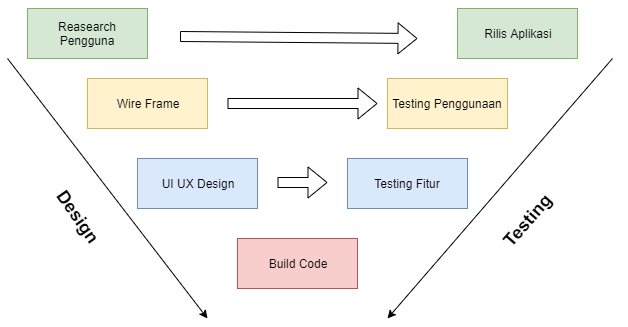 Reasearch
Pengguna
Rilis Aplikasi
Wire Frame
Testing Penggunaan
UI UX Design
Testing Fitur
Design
Testing
Build Code